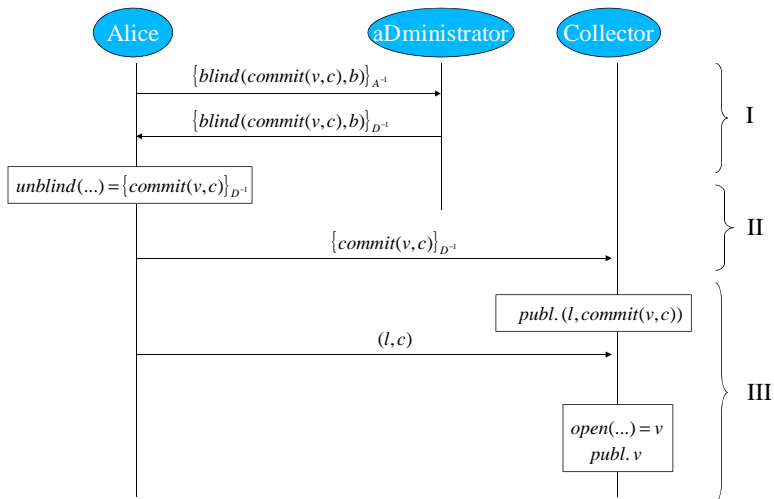 Alice
aDministrator
Collector
{blind(commit(v,c),b)}_{A^{-1}}
I
{blind(commit(v,c),b)}_{D^{-1}}
unblind(...) = {commit(v,c)}_{D^{-1}}
II
{commit(v,c)}_{D^{-1}}
publ.(l,commit(v,c))
(l,c)
III
open(...) = v
publ.v